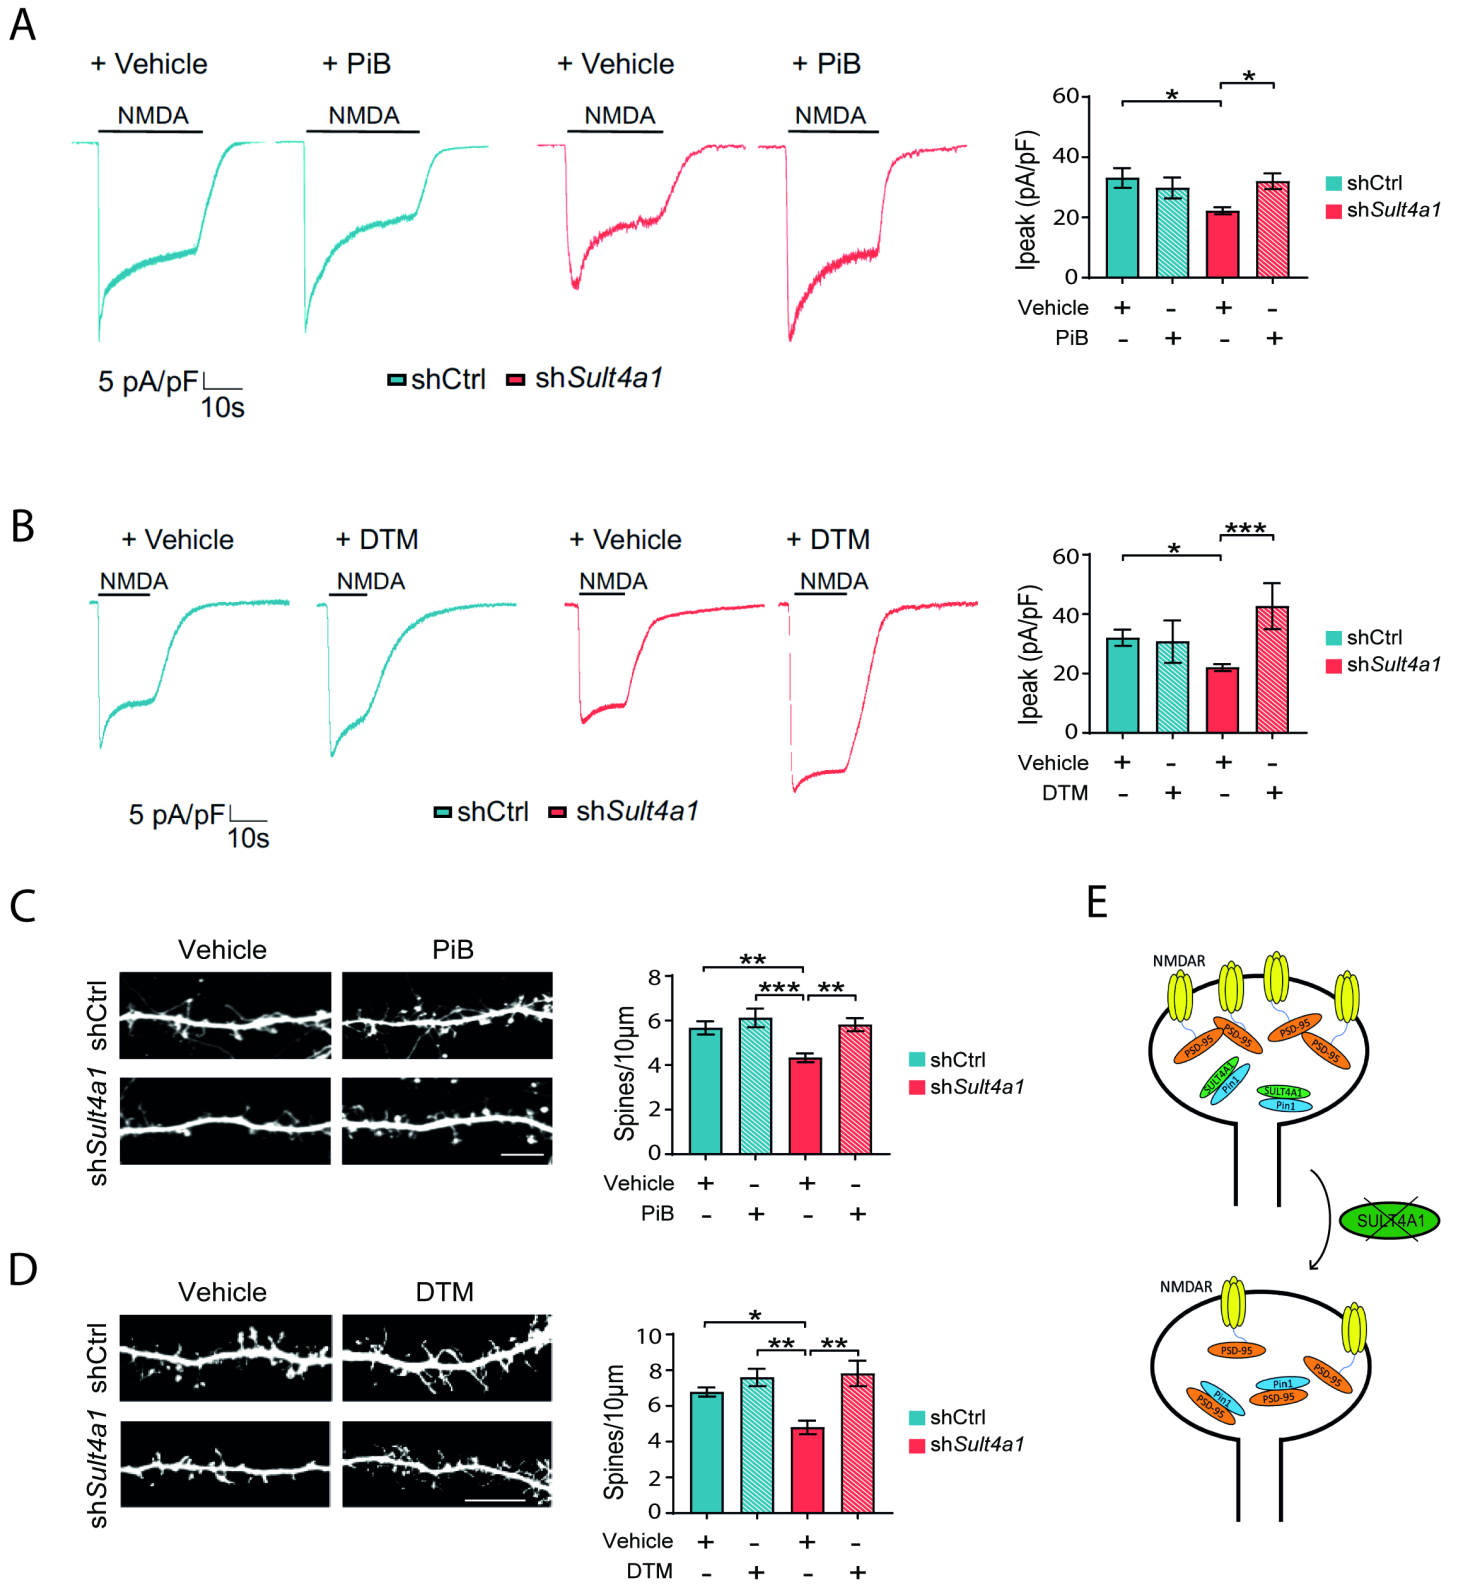 A
+ Vehicle
+ PiB
+ Vehicle
+ PiB
NMDA
NMDA
NMDA
NMDA
5 pA/pF
10s
shCtrl
shSult4a1
Ipeak (pA/pF)
60
40
20
0
*
*
Vehicle + - + -
PiB - + - +
shCtrl
shSult4a1
B
+ Vehicle
+ DTM
+ Vehicle
+ DTM
NMDA
NMDA
NMDA
NMDA
5 pA/pF
10s
shCtrl
shSult4a1
Ipeak (pA/pF)
60
40
20
0
*
***
Vehicle + - + -
DTM - + - +
shCtrl
shSult4a1
C
Vehicle
PiB
shCtrl
shSult4a1
Spines/10µm
8
6
4
2
0
**
***
**
Vehicle + - + -
PiB - + - +
shCtrl
shSult4a1
D
Vehicle
DTM
shCtrl
shSult4a1
Spines/10µm
10
8
6
4
2
0
*
**
**
Vehicle + - + -
DTM - + - +
shCtrl
shSult4a1
E
NMDAR
PSD-95
PSD-95
PSD-95
PSD-95
SULT4A1
Pin1
SULT4A1
Pin1
SULT4A1
NMDAR
PSD-95
PSD-95
Pin1
PSD-95
Pin1
PSD-95